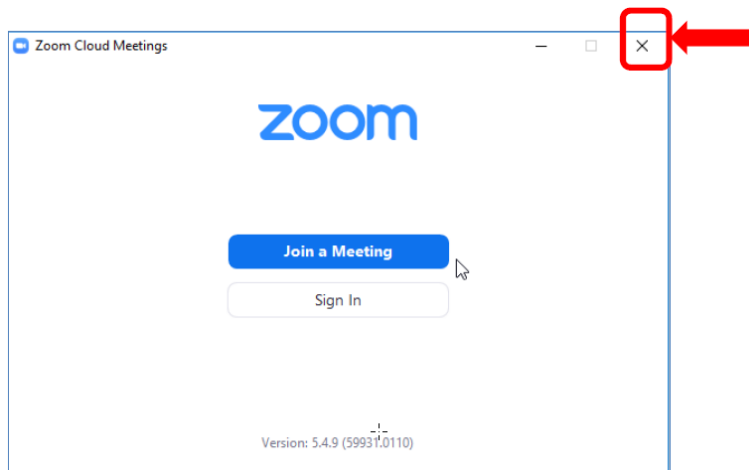 Zoom Cloud Meetings
zoom
Join a Meeting
Sign In
Version: 5.4.9 (59931.0110)